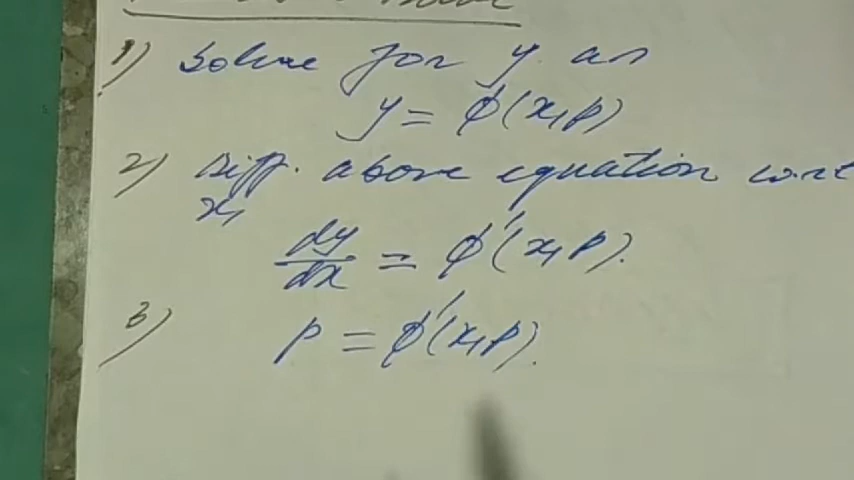 1) Solve for y as
y = ϕ(x, p)
2) Diff. above equation w.r.t
x,
dy/dx = ϕ'(x, p).
3) p = ϕ'(x, p).